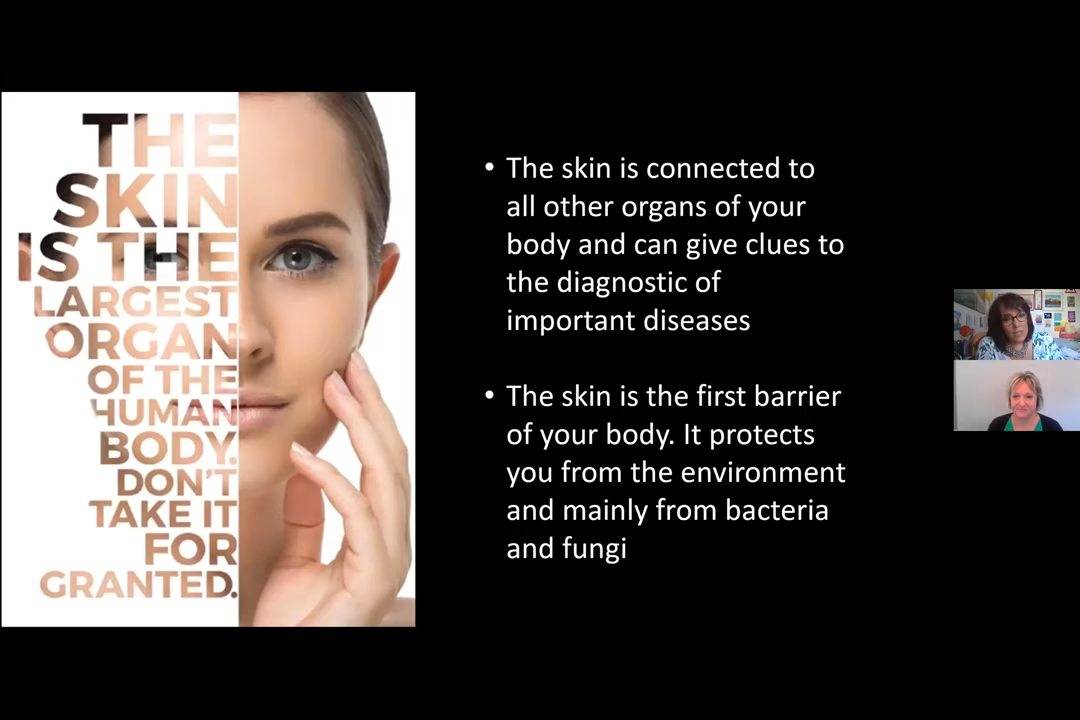 THE
SKIN
IS THE
LARGEST
ORGAN
OF THE
HUMAN
BODY.
DON'T
TAKE IT
FOR
GRANTED.
• The skin is connected to
all other organs of your
body and can give clues to
the diagnostic of
important diseases
• The skin is the first barrier
of your body. It protects
you from the environment
and mainly from bacteria
and fungi